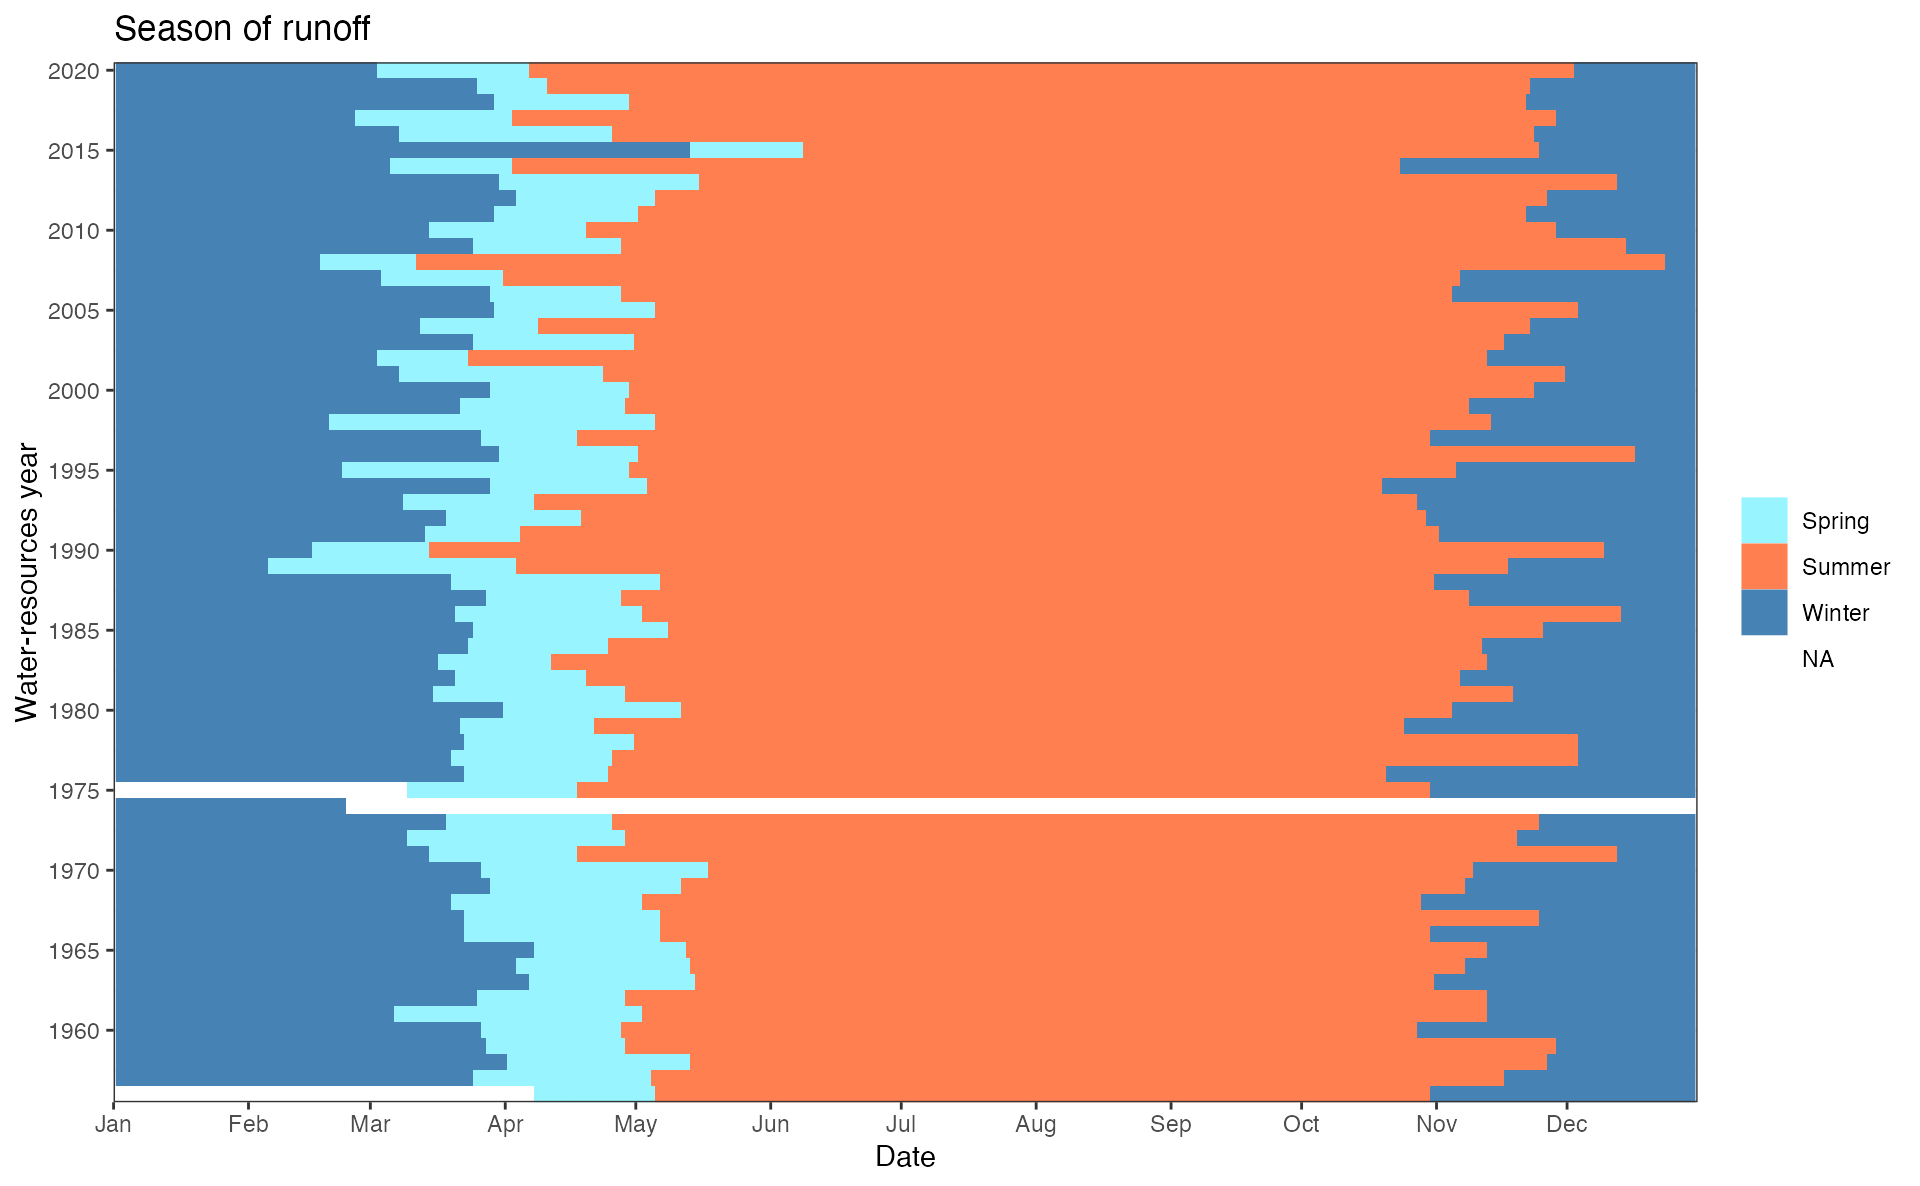 Season of runoff
2020
2015
2010
2005
2000
1995
1990
1985
1980
1975
1970
1965
1960
Water-resources year
Jan Feb Mar Apr May Jun Jul Aug Sep Oct Nov Dec
Date
Spring
Summer
Winter
NA